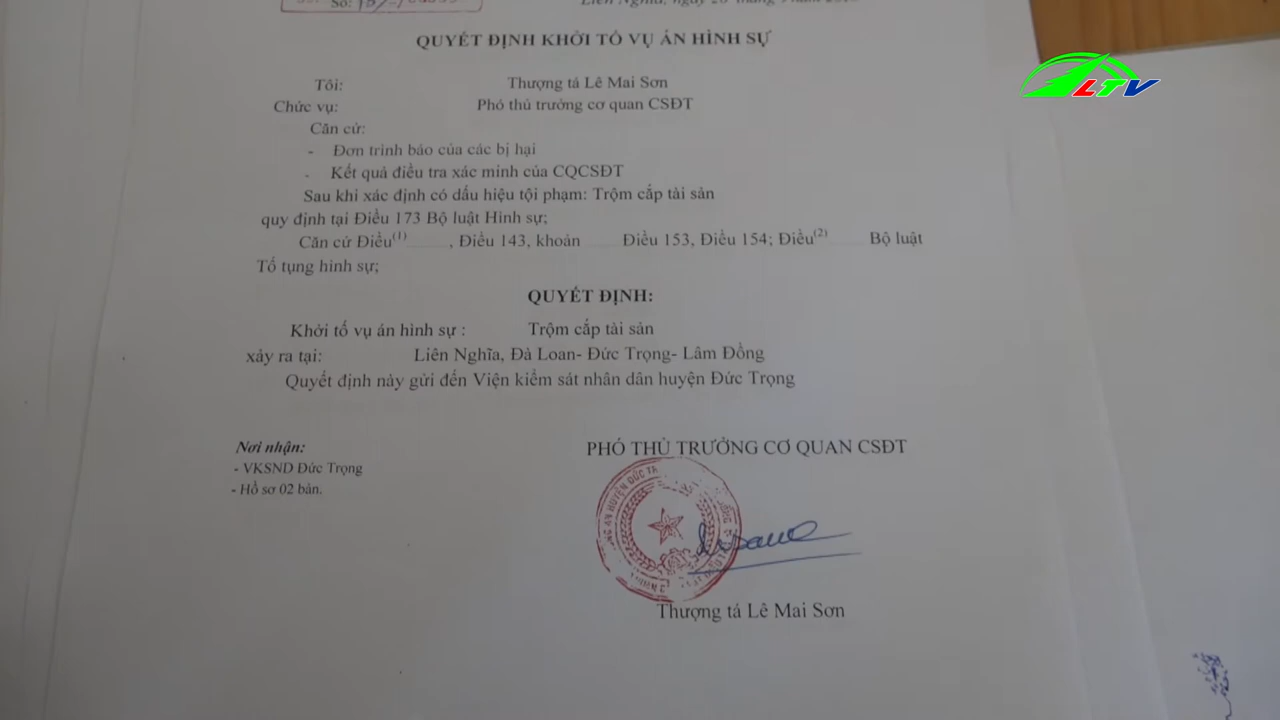 Số:
Liên Nghĩa, ngày
LTV
QUYẾT ĐỊNH KHỞI TỐ VỤ ÁN HÌNH SỰ
Tôi: Thượng tá Lê Mai Sơn
Chức vụ: Phó thủ trưởng cơ quan CSĐT
Căn cứ:
- Đơn trình báo của các bị hại
- Kết quả điều tra xác minh của CQCSĐT
Sau khi xác định có dấu hiệu tội phạm: Trộm cắp tài sản
quy định tại Điều 173 Bộ luật Hình sự;
Căn cứ Điều(1) , Điều 143, khoản Điều 153, Điều 154; Điều(2) Bộ luật
Tố tụng hình sự;
QUYẾT ĐỊNH:
Khởi tố vụ án hình sự : Trộm cắp tài sản
xảy ra tại: Liên Nghĩa, Đà Loan- Đức Trọng- Lâm Đồng
Quyết định này gửi đến Viện kiểm sát nhân dân huyện Đức Trọng
Nơi nhận:
- VKSND Đức Trọng
- Hồ sơ 02 bản.
PHÓ THỦ TRƯỞNG CƠ QUAN CSĐT
Thượng tá Lê Mai Sơn